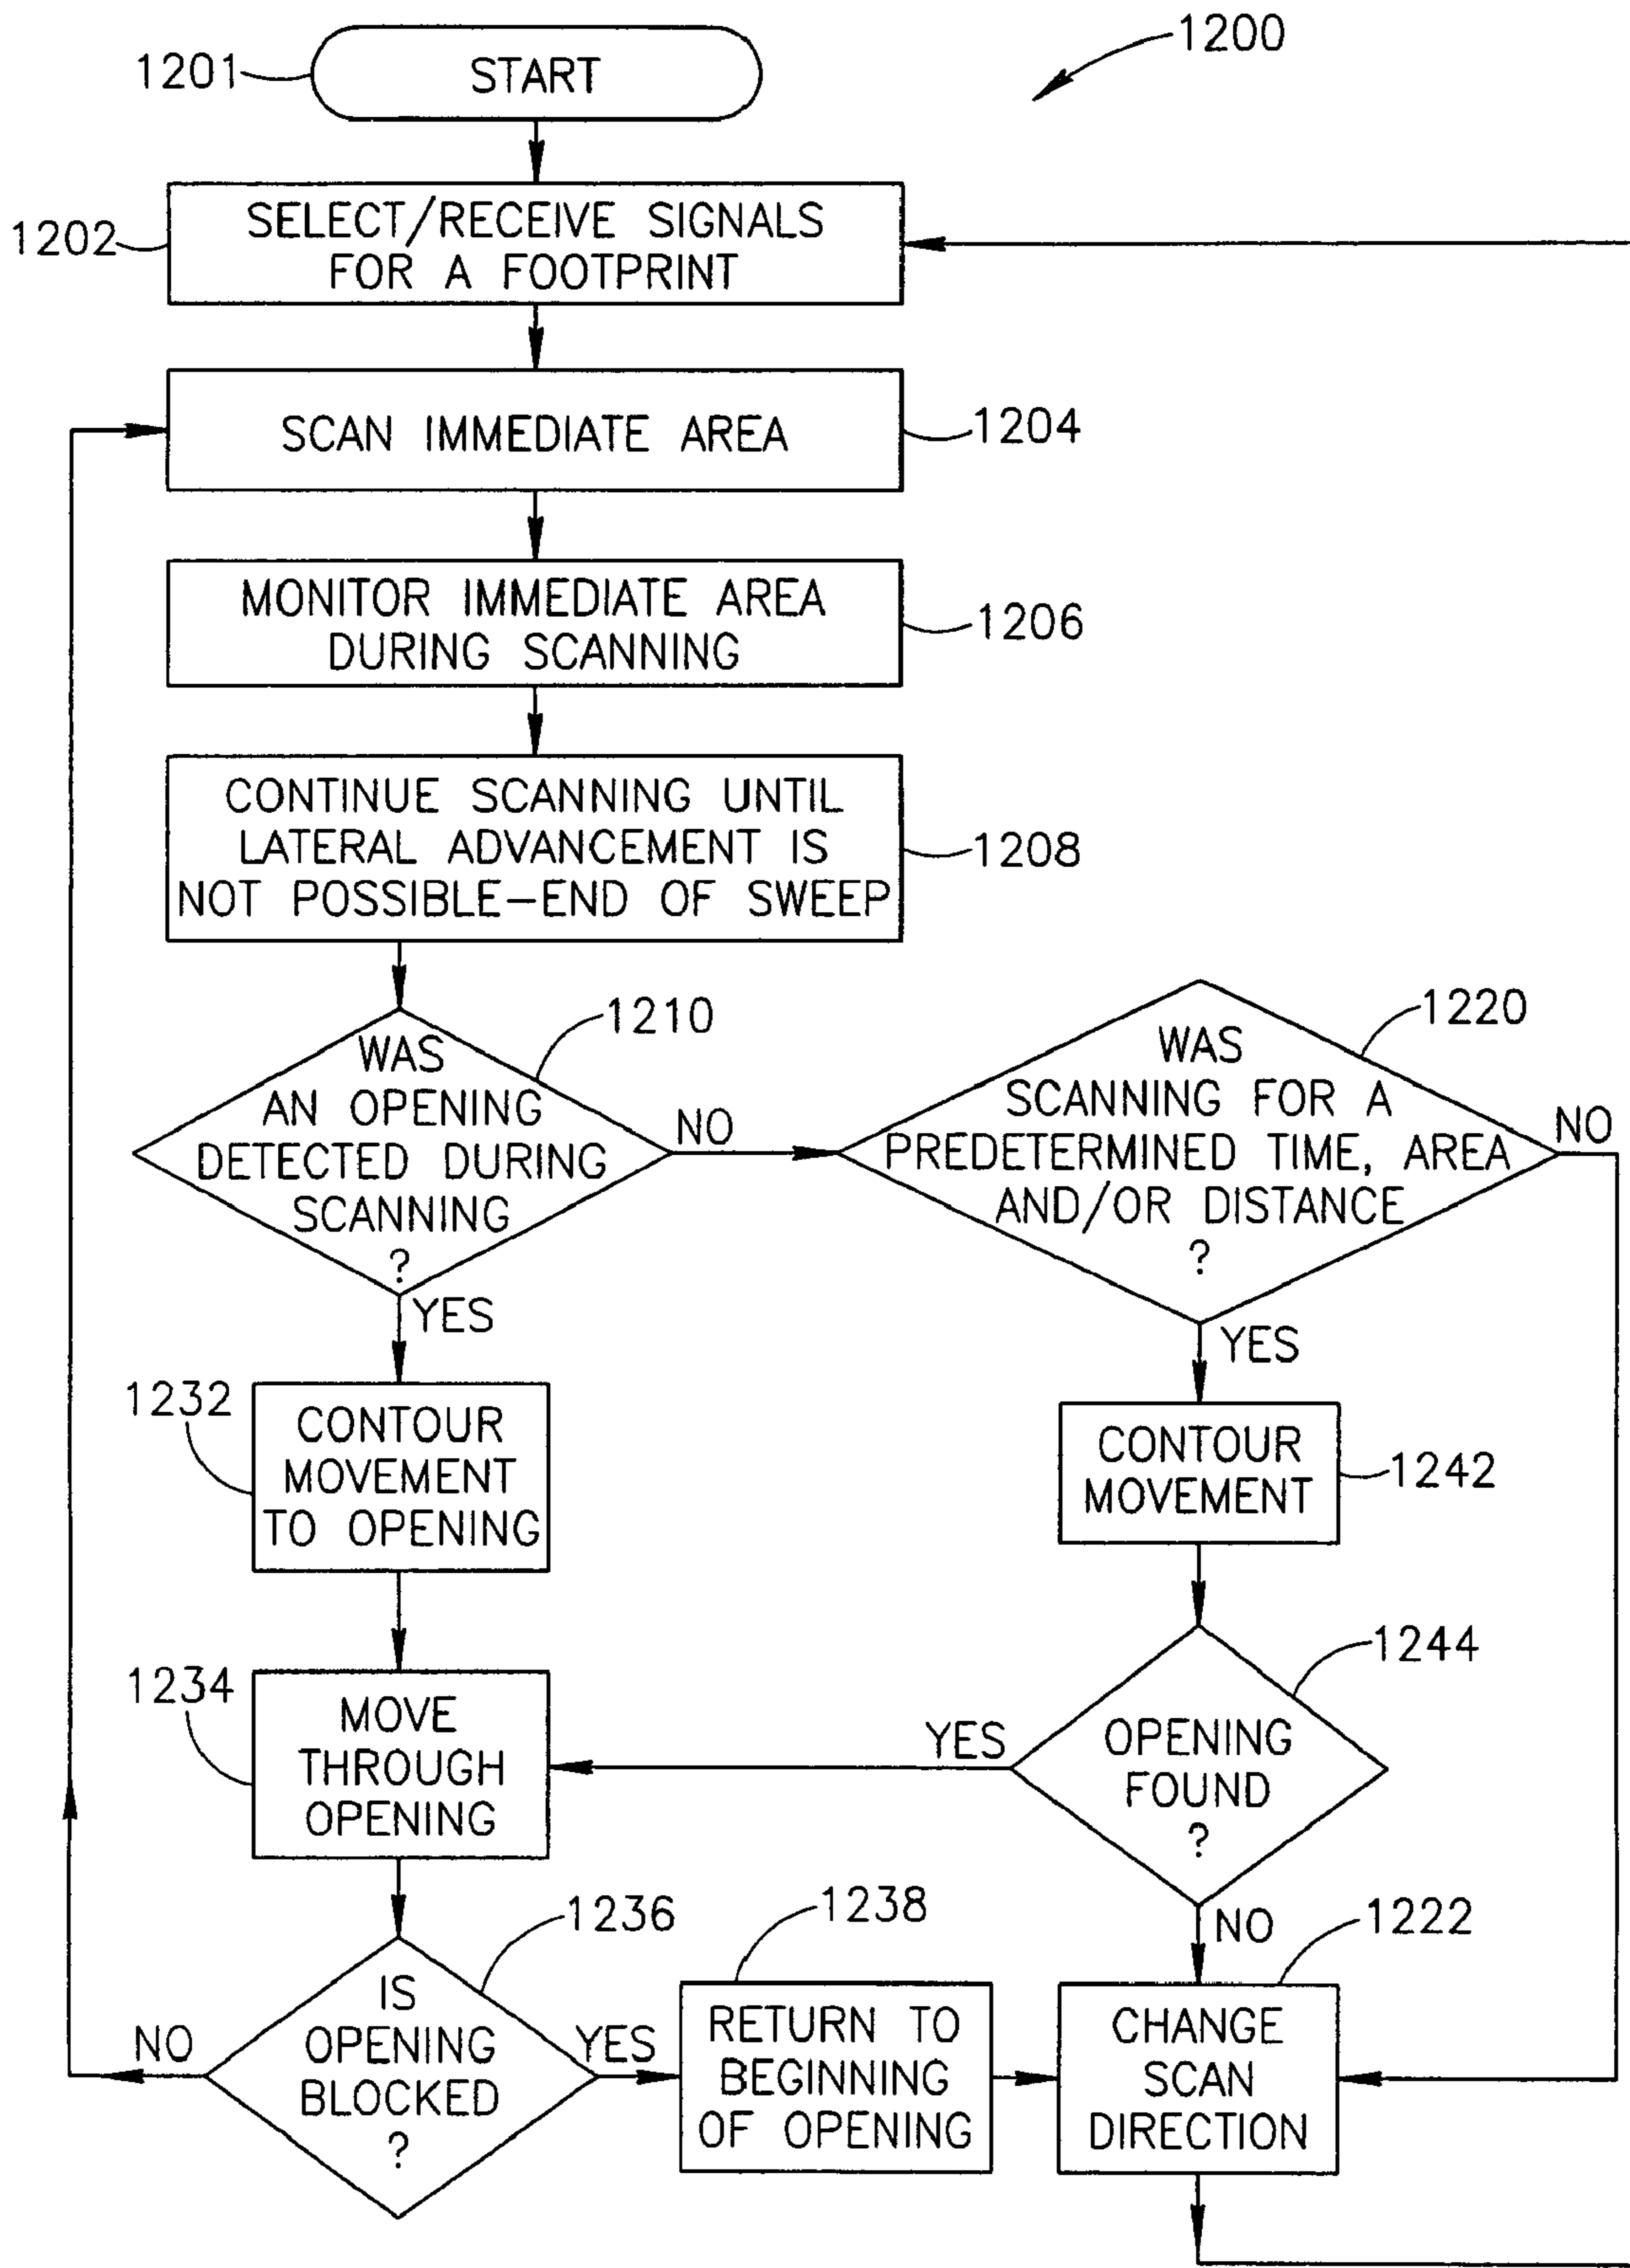 1200
1201
START
1202
SELECT/RECEIVE SIGNALS
FOR A FOOTPRINT
SCAN IMMEDIATE AREA
1204
MONITOR IMMEDIATE AREA
DURING SCANNING
1206
CONTINUE SCANNING UNTIL
LATERAL ADVANCEMENT IS
NOT POSSIBLE-END OF SWEEP
1208
1210
WAS
AN OPENING
DETECTED DURING
SCANNING
?
NO
YES
1220
WAS
SCANNING FOR A
PREDETERMINED TIME, AREA
AND/OR DISTANCE
?
NO
YES
1232
CONTOUR
MOVEMENT
TO OPENING
CONTOUR
MOVEMENT
1242
1234
MOVE
THROUGH
OPENING
1244
YES
OPENING
FOUND
?
NO
1236
IS
OPENING
BLOCKED
?
NO
YES
1238
RETURN TO
BEGINNING
OF OPENING
1222
CHANGE
SCAN
DIRECTION